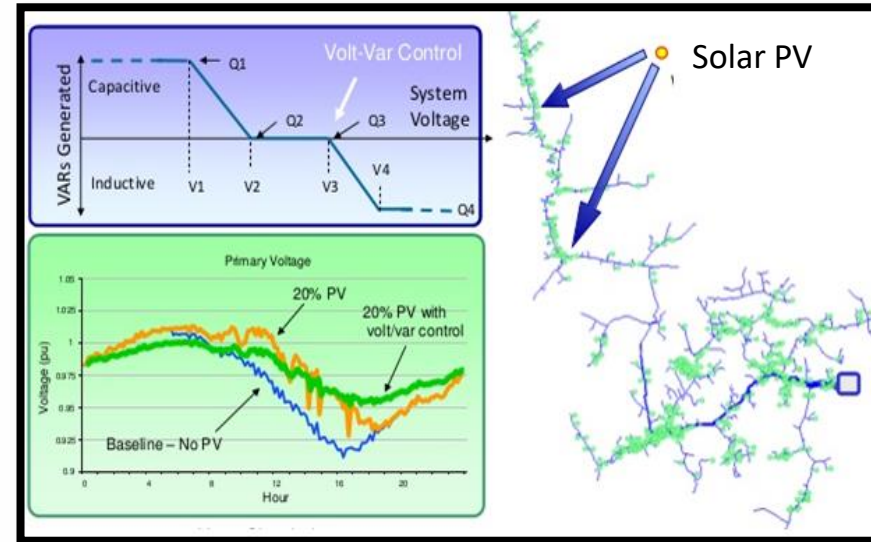 Volt-Var Control
VARs Generated
Capacitive
Inductive
Q1
Q2
Q3
Q4
System
Voltage
V1
V2
V3
V4
Solar PV
Primary Voltage
Voltage (pu)
1.05
1.025
1
0.975
0.95
0.925
0.9
20% PV
20% PV with
volt/var control
Baseline – No PV
0
4
8
12
16
20
Hour